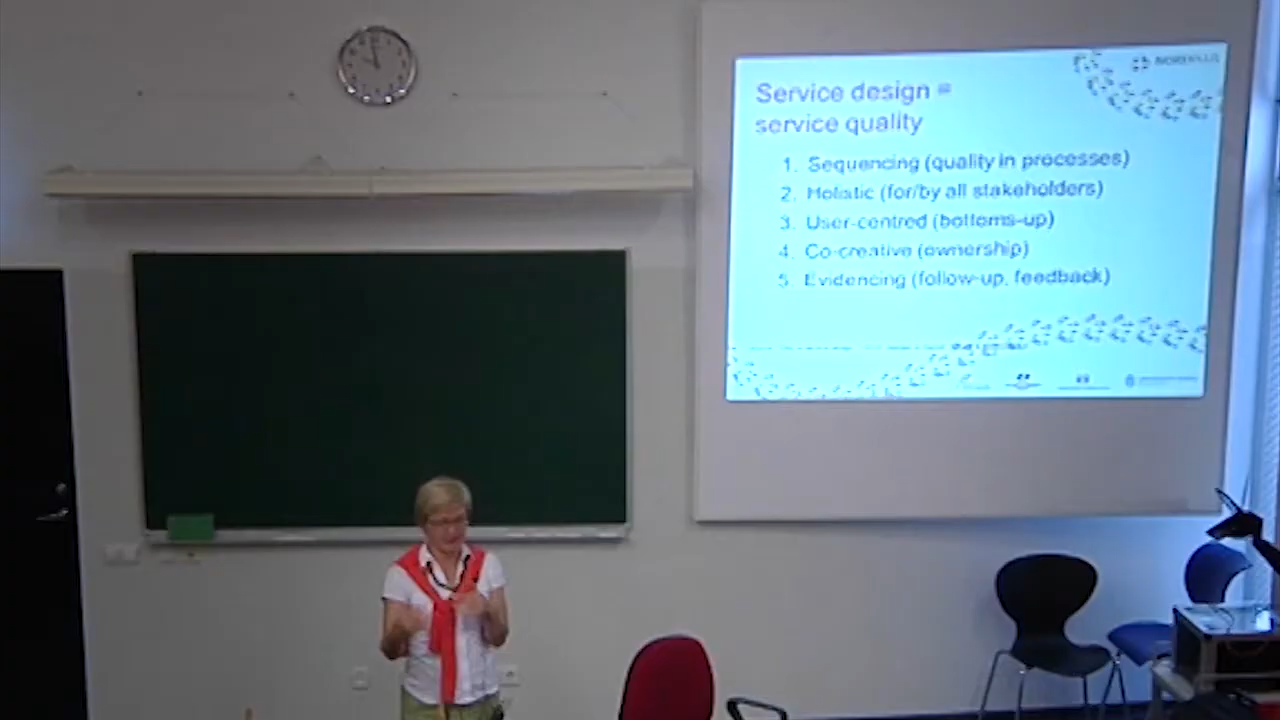 Service design =
service quality
1. Sequencing (quality in processes)
2. Holistic (for/by all stakeholders)
3. User-centred (bottoms-up)
4. Co-creative (ownership)
5. Evidencing (follow-up, feedback)